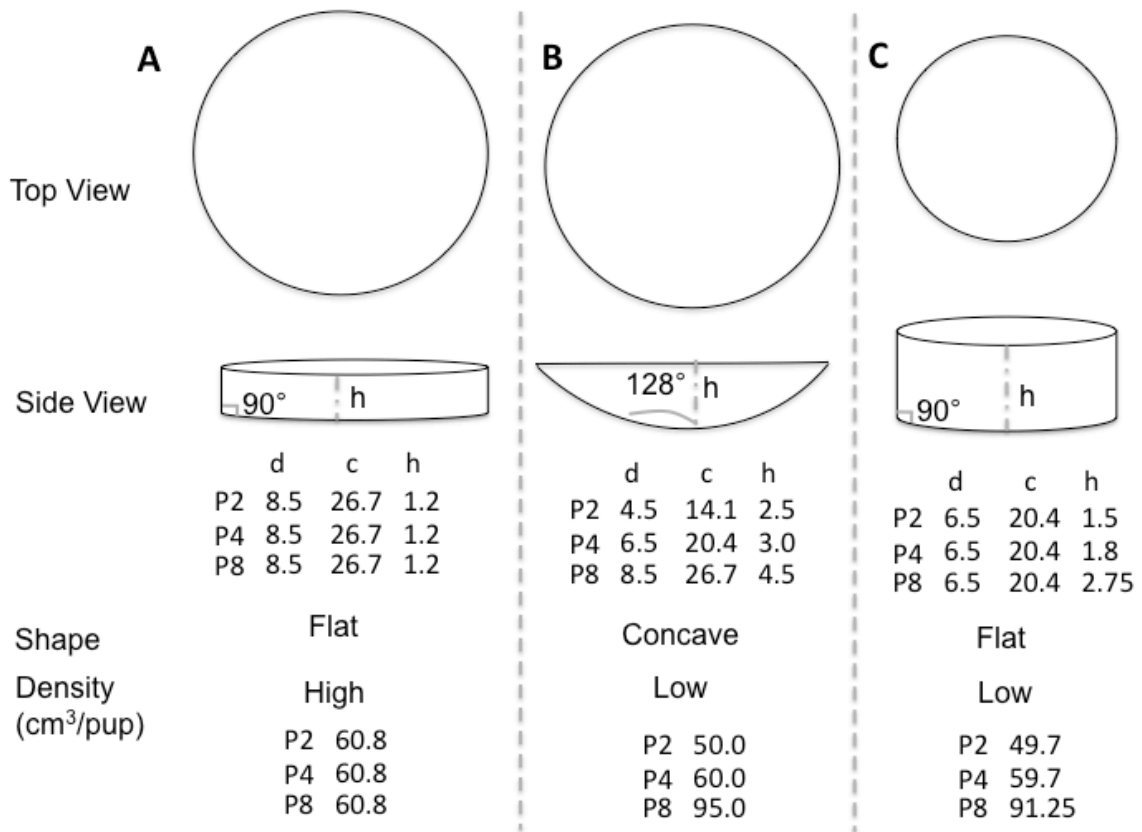 A
B
C
Top View
Side View
90°
h
128°
h
90°
h
d c h
P2 8.5 26.7 1.2
P4 8.5 26.7 1.2
P8 8.5 26.7 1.2
d c h
P2 4.5 14.1 2.5
P4 6.5 20.4 3.0
P8 8.5 26.7 4.5
d c h
P2 6.5 20.4 1.5
P4 6.5 20.4 1.8
P8 6.5 20.4 2.75
Shape
Flat
Concave
Flat
Density
(cm³/pup)
High
Low
Low
P2 60.8
P4 60.8
P8 60.8
P2 50.0
P4 60.0
P8 95.0
P2 49.7
P4 59.7
P8 91.25